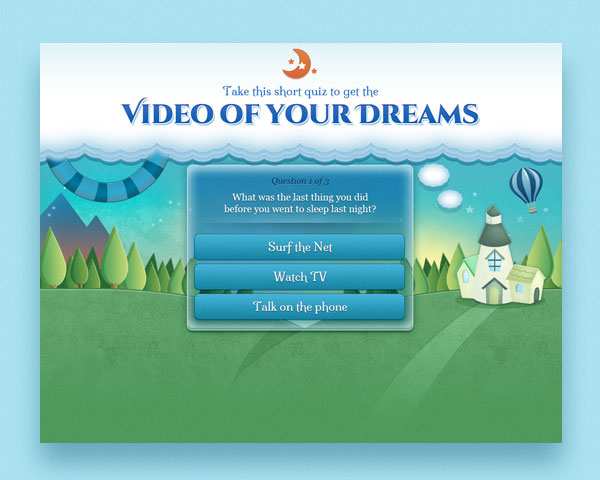 Take this short quiz to get the
Video of your Dreams
Question 1 of 3
What was the last thing you did
before you went to sleep last night?
Surf the Net
Watch TV
Talk on the phone